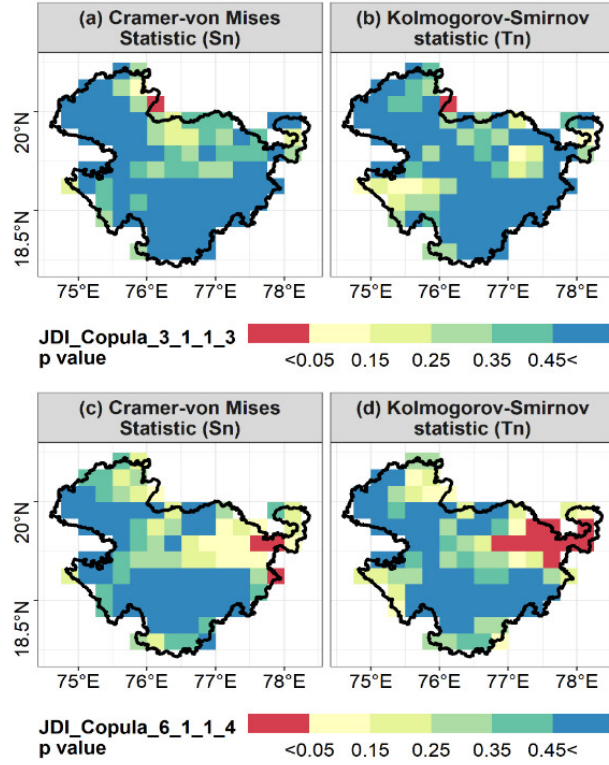 (a) Cramer-von Mises
Statistic (Sn)
(b) Kolmogorov-Smirnov
statistic (Tn)
20°N
18.5°N
75°E 76°E 77°E 78°E
75°E 76°E 77°E 78°E
JDI_Copula_3_1_1_3
p value
<0.05 0.15 0.25 0.35 0.45<
(c) Cramer-von Mises
Statistic (Sn)
(d) Kolmogorov-Smirnov
statistic (Tn)
20°N
18.5°N
75°E 76°E 77°E 78°E
75°E 76°E 77°E 78°E
JDI_Copula_6_1_1_4
p value
<0.05 0.15 0.25 0.35 0.45<